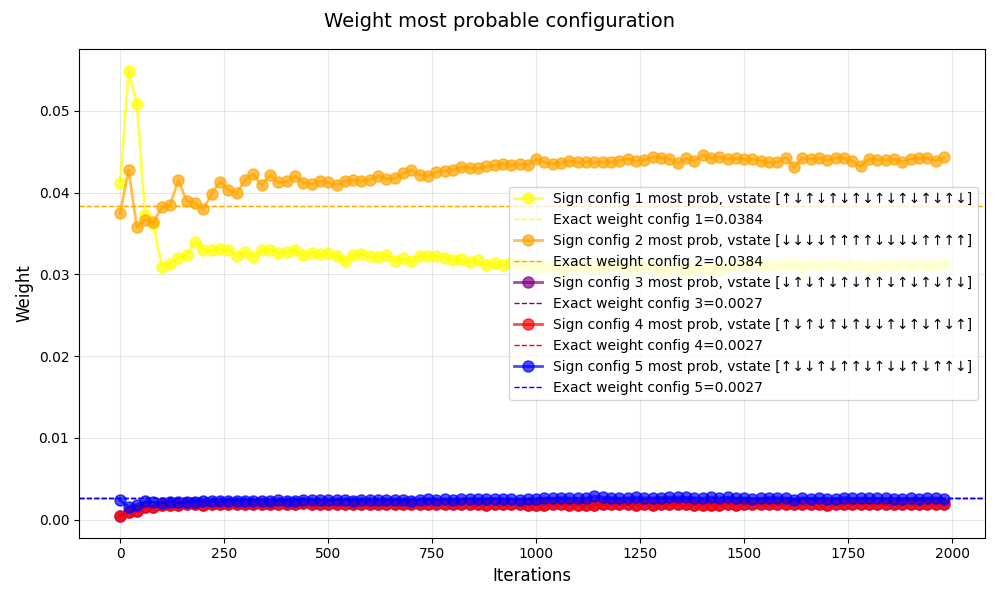 Weight most probable configuration
Weight
0.05
0.04
0.03
0.02
0.01
0.00
Sign config 1 most prob, vstate [↑↓↑↓↑↓↑↓↑↓↑↓↑↓↑↓]
Exact weight config 1=0.0384
Sign config 2 most prob, vstate [↓↓↓↓↑↑↑↑↓↓↓↓↑↑↑↑]
Exact weight config 2=0.0384
Sign config 3 most prob, vstate [↓↑↓↑↓↑↓↑↑↓↑↓↑↓↑↓]
Exact weight config 3=0.0027
Sign config 4 most prob, vstate [↑↓↑↓↑↓↑↓↓↑↓↑↓↑↓↑]
Exact weight config 4=0.0027
Sign config 5 most prob, vstate [↑↓↓↑↓↑↑↓↑↓↓↑↓↑↑↓]
Exact weight config 5=0.0027
0
250
500
750
1000
1250
1500
1750
2000
Iterations